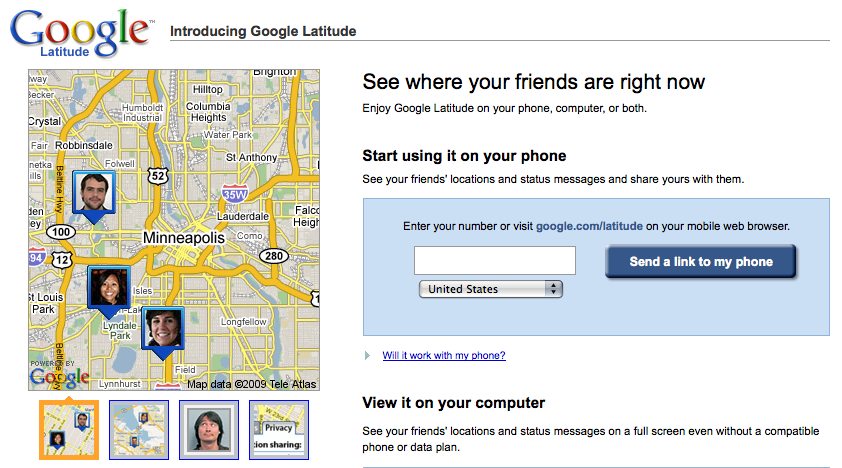 Google™
Latitude
Introducing Google Latitude
Brighton
Hilltop
Humboldt
Industrial
Columbia
Heights
Crystal
Water Park
Fair
Robbinsdale
St Anthony
Folwell
52
Beltline Hwy
35W
Lauderdale
100
Minneapolis
Como
94
12
280
Isles
St Louis
Park
Lyndale-
Park
Longfellow
Beltline
Field
POWERED BY
Google
Lynnhurst
Map data ©2009 Tele Atlas
Privacy
tion sharing:
See where your friends are right now
Enjoy Google Latitude on your phone, computer, or both.
Start using it on your phone
See your friends' locations and status messages and share yours with them.
Enter your number or visit google.com/latitude on your mobile web browser.
Send a link to my phone
United States
Will it work with my phone?
View it on your computer
See your friends' locations and status messages on a full screen even without a compatible
phone or data plan.